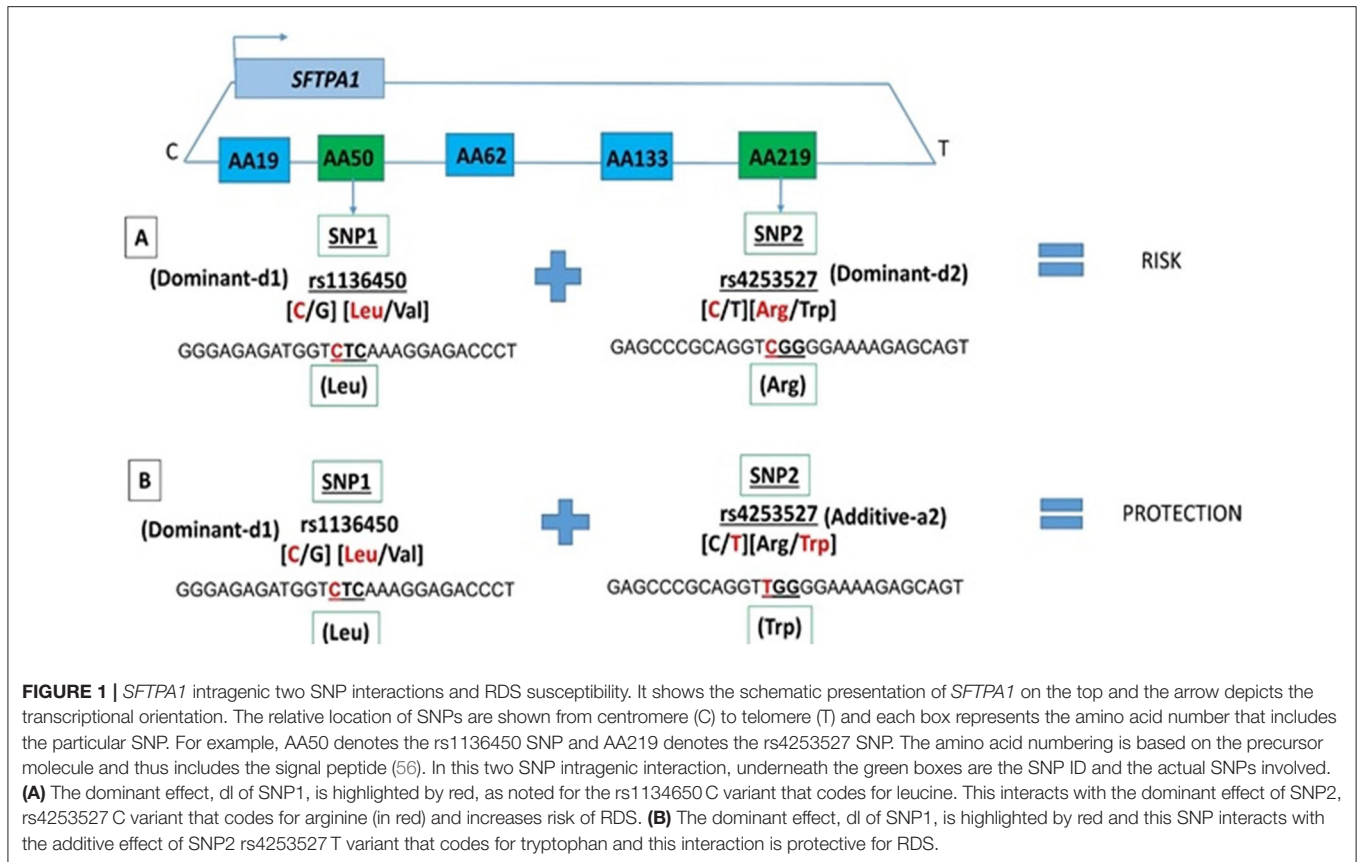 SFTPA1
C
T
AA19
AA50
AA62
AA133
AA219
A
SNP1
(Dominant-d1)
rs1136450
[C/G] [Leu/Val]
GGGAGAGATGGTCTCAAAGGAGACCCT
(Leu)
SNP2
rs4253527
(Dominant-d2)
[C/T][Arg/Trp]
GAGCCCGCAGGTCGGGGAAAAGAGCAGT
(Arg)
RISK
B
SNP1
(Dominant-d1)
rs1136450
[C/G] [Leu/Val]
GGGAGAGATGGTCTCAAAGGAGACCCT
(Leu)
SNP2
rs4253527 (Additive-a2)
[C/T][Arg/Trp]
GAGCCCGCAGGTTGGGGAAAAGAGCAGT
(Trp)
PROTECTION
FIGURE 1 | SFTPA1 intragenic two SNP interactions and RDS susceptibility. It shows the schematic presentation of SFTPA1 on the top and the arrow depicts the
transcriptional orientation. The relative location of SNPs are shown from centromere (C) to telomere (T) and each box represents the amino acid number that includes
the particular SNP. For example, AA50 denotes the rs1136450 SNP and AA219 denotes the rs4253527 SNP. The amino acid numbering is based on the precursor
molecule and thus includes the signal peptide (56). In this two SNP intragenic interaction, underneath the green boxes are the SNP ID and the actual SNPs involved.
(A) The dominant effect, dl of SNP1, is highlighted by red, as noted for the rs1134650 C variant that codes for leucine. This interacts with the dominant effect of SNP2,
rs4253527 C variant that codes for arginine (in red) and increases risk of RDS. (B) The dominant effect, dl of SNP1, is highlighted by red and this SNP interacts with
the additive effect of SNP2 rs4253527 T variant that codes for tryptophan and this interaction is protective for RDS.